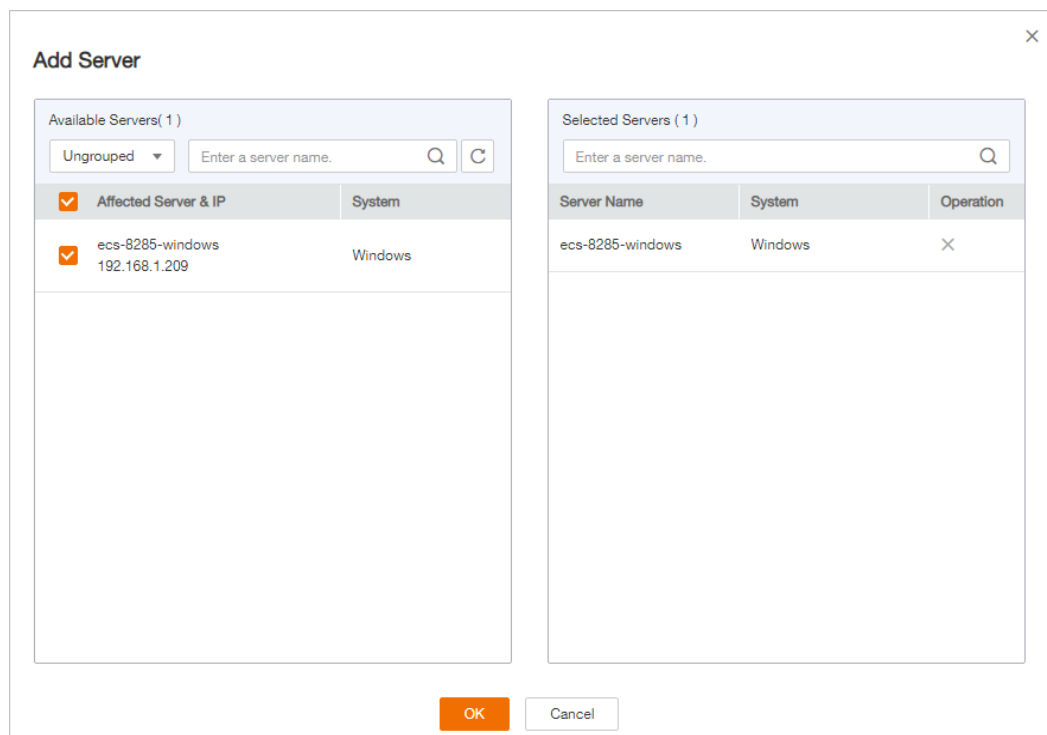 Add Server
Available Servers( 1 )
Ungrouped Enter a server name.
Affected Server & IP System
ecs-8285-windows
192.168.1.209
Windows
Selected Servers ( 1 )
Enter a server name.
Server Name System Operation
ecs-8285-windows Windows
OK Cancel